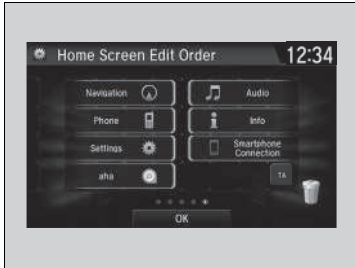 Home Screen Edit Order 12:34
Navigation Audio
Phone Info
Settings Smartphone
Connection
aha TA
OK